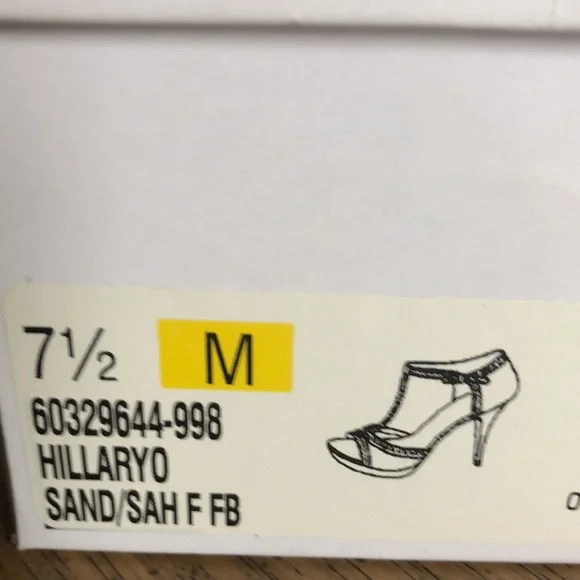 7½ M
60329644-998
HILLARYO
SAND/SAH F FB